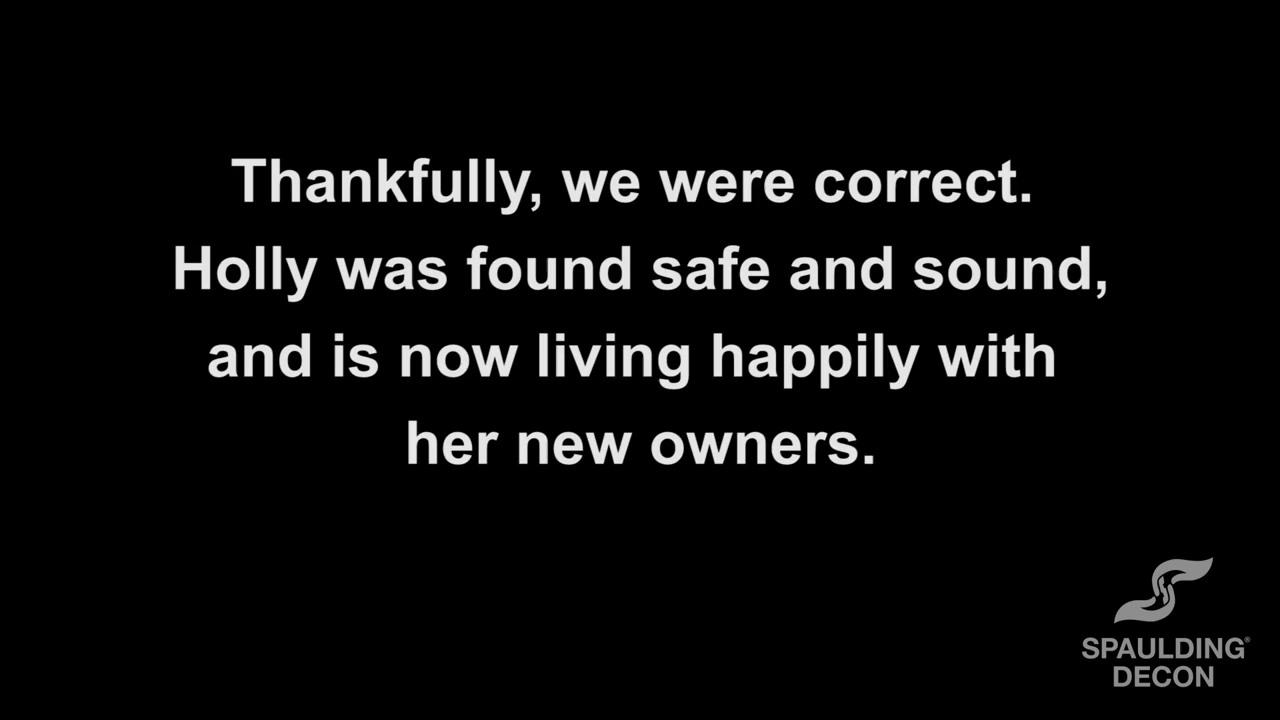 Thankfully, we were correct.
Holly was found safe and sound,
and is now living happily with
her new owners.
SPAULDING®
DECON